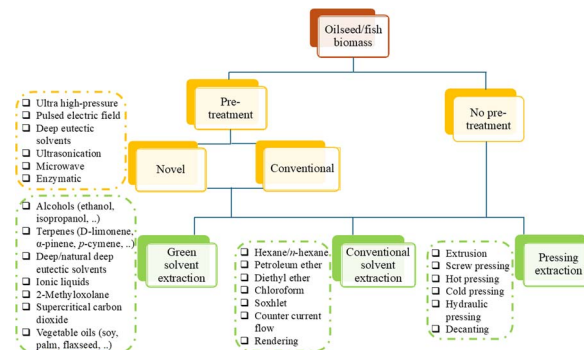 Oilseed/fish
biomass
Pre-
treatment
No pre-
treatment
Novel
Conventional
❑ Ultra high-pressure
❑ Pulsed electric field
❑ Deep eutectic
solvents
❑ Ultrasonication
❑ Microwave
❑ Enzymatic
❑ Alcohols (ethanol,
isopropanol, ..)
❑ Terpenes (D-limonene,
α-pinene, p-cymene, ..)
❑ Deep/natural deep
eutectic solvents
❑ Ionic liquids
❑ 2-Methyloxolane
❑ Supercritical carbon
dioxide
❑ Vegetable oils (soy,
palm, flaxseed, ..)
Green
solvent
extraction
❑ Hexane/n-hexane
❑ Petroleum ether
❑ Diethyl ether
❑ Chloroform
❑ Soxhlet
❑ Counter current
flow
❑ Rendering
Conventional
solvent
extraction
❑ Extrusion
❑ Screw pressing
❑ Hot pressing
❑ Cold pressing
❑ Hydraulic
pressing
❑ Decanting
Pressing
extraction